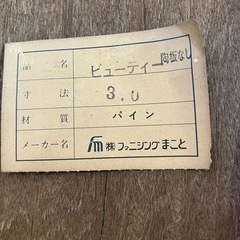 品名 ビューティー 陶板なし
寸法 3.0
材質 パイン
メーカー名 ㈱ファニシングまこと